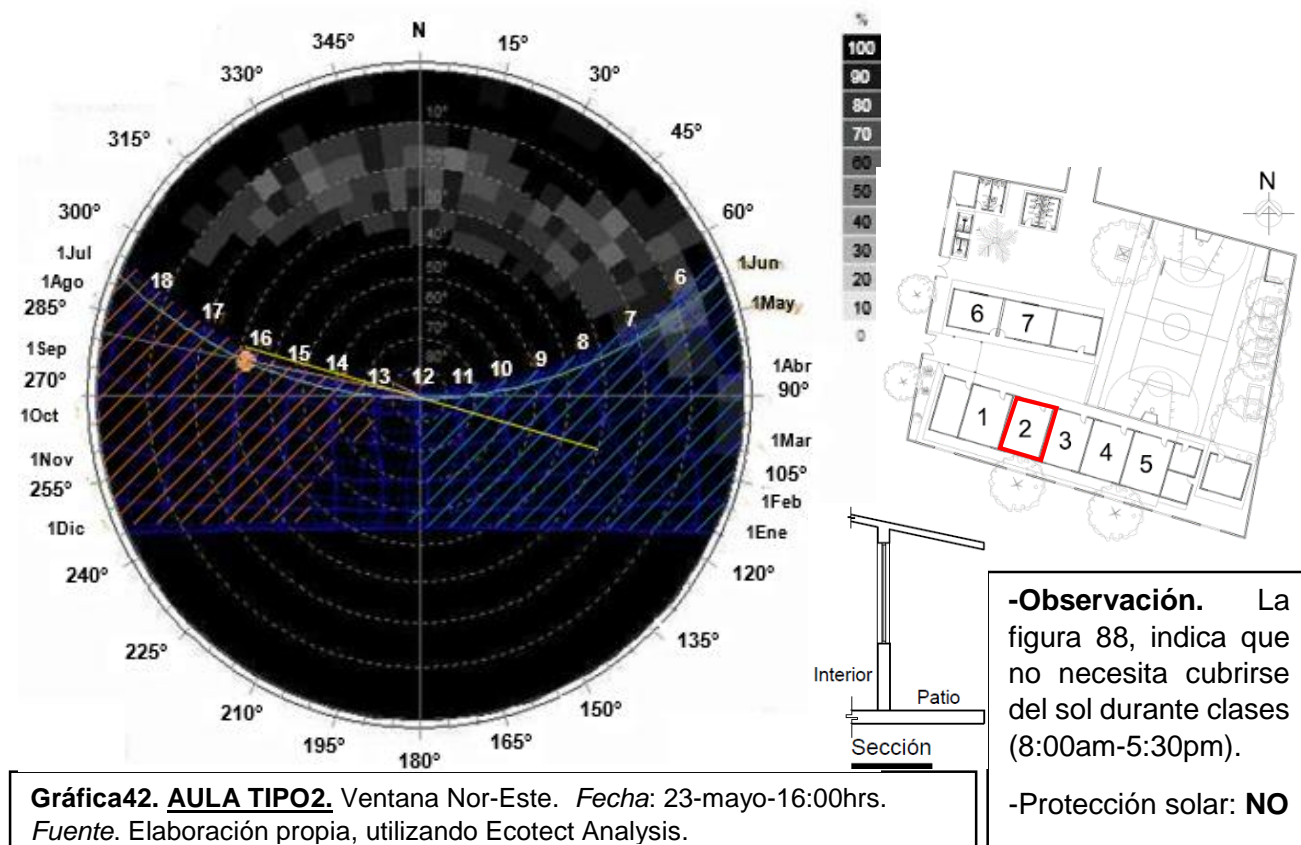 N
345°
15°
330°
30°
315°
45°
300°
60°
1Jul
1Jun
1Ago
285°
1May
1Sep
270°
1Abr
90°
1Oct
1Mar
105°
1Nov
255°
1Feb
1Dic
1Ene
240°
120°
225°
135°
210°
150°
195°
165°
180°
10°
18
17
16
15
14
13
12
11
10
9
8
7
6
%
100
90
80
70
60
50
40
30
20
10
0
N
6
7
1
2
3
4
5
Interior
Patio
Sección
-Observación. La
figura 88, indica que
no necesita cubrirse
del sol durante clases
(8:00am-5:30pm).
-Protección solar: NO
Gráfica42. AULA TIPO2. Ventana Nor-Este. Fecha: 23-mayo-16:00hrs.
Fuente. Elaboración propia, utilizando Ecotect Analysis.